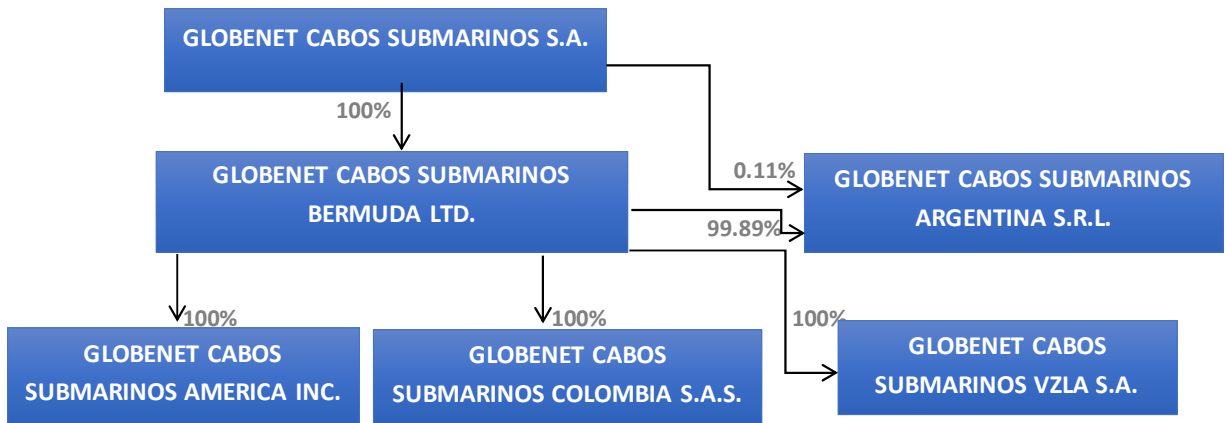 GLOBENET CABOS SUBMARINOS S.A.
100%
GLOBENET CABOS SUBMARINOS
BERMUDA LTD.
0.11%
99.89%
GLOBENET CABOS SUBMARINOS
ARGENTINA S.R.L.
100%
100%
100%
GLOBENET CABOS
SUBMARINOS AMERICA INC.
GLOBENET CABOS
SUBMARINOS COLOMBIA S.A.S.
GLOBENET CABOS
SUBMARINOS VZLA S.A.